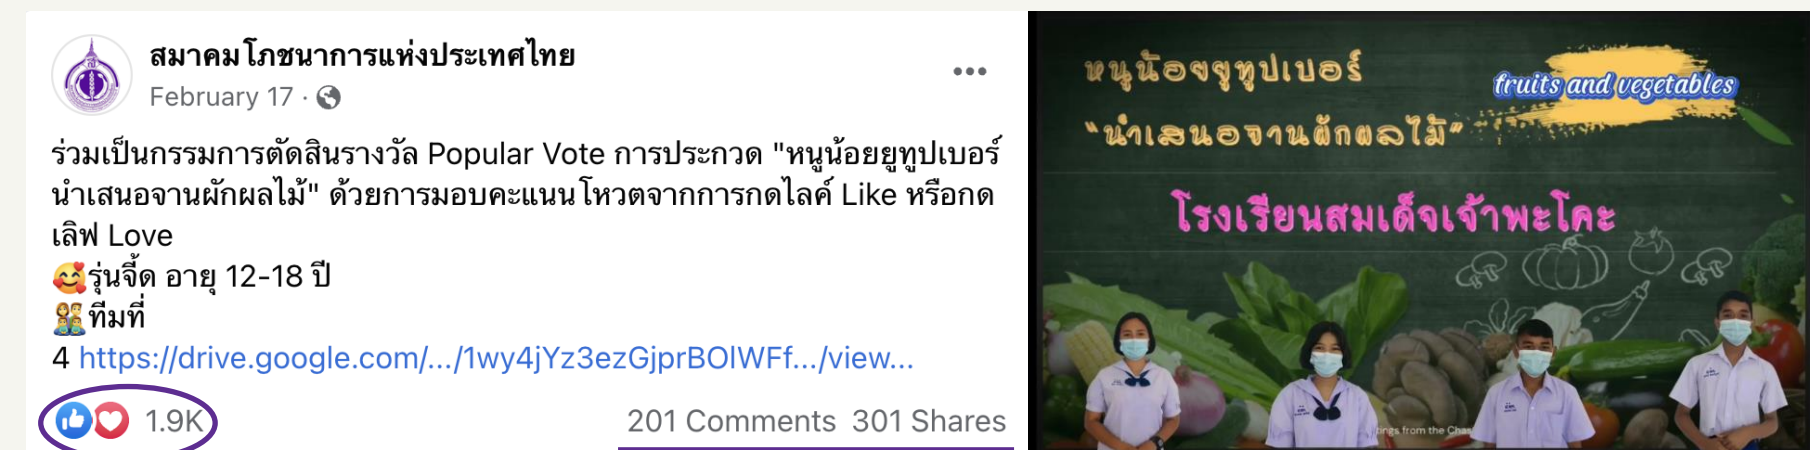 สมาคมโภชนาการแห่งประเทศไทย
February 17 ·
ร่วมเป็นกรรมการตัดสินรางวัล Popular Vote การประกวด "หนูน้อยยูทูปเบอร์
นำเสนอจานผักผลไม้" ด้วยการมอบคะแนนโหวตจากการกดไลค์ Like หรือกด
เลิฟ Love
🥰รุ่นจี๊ด อายุ 12-18 ปี
👨‍👩‍👧‍👦ทีมที่
4 https://drive.google.com/.../1wy4jYz3ezGjprBOlWFf.../view...
1.9K
201 Comments 301 Shares
หนูน้อยยูทูปเบอร์
"นำเสนอจานผักผลไม้"
fruits and vegetables
โรงเรียนสมเด็จเจ้าพะโคะ
tings from the Chas